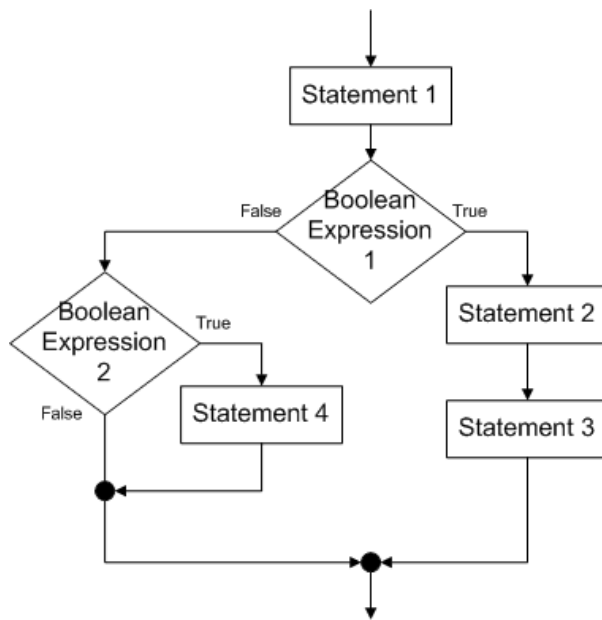 Statement 1
Boolean
Expression
1
False
True
Statement 2
Boolean
Expression
2
True
False
Statement 4
Statement 3